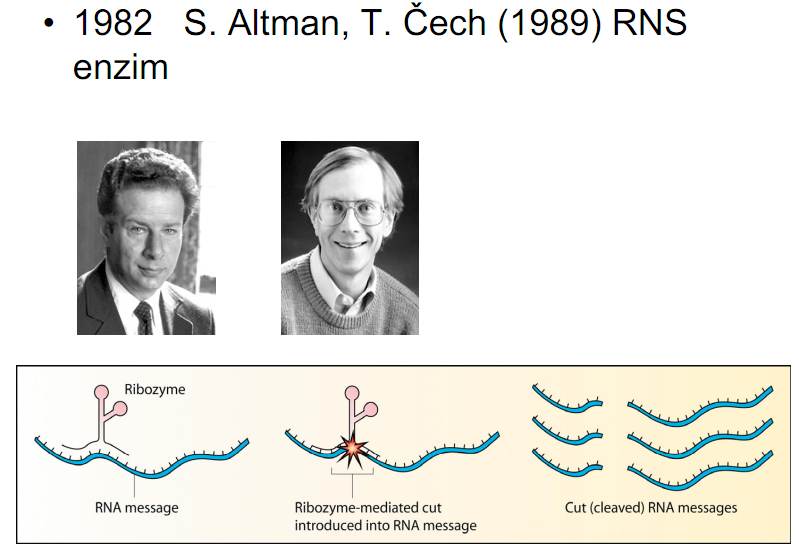 • 1982 S. Altman, T. Čech (1989) RNS
enzim
Ribozyme
RNA message
Ribozyme-mediated cut
introduced into RNA message
Cut (cleaved) RNA messages